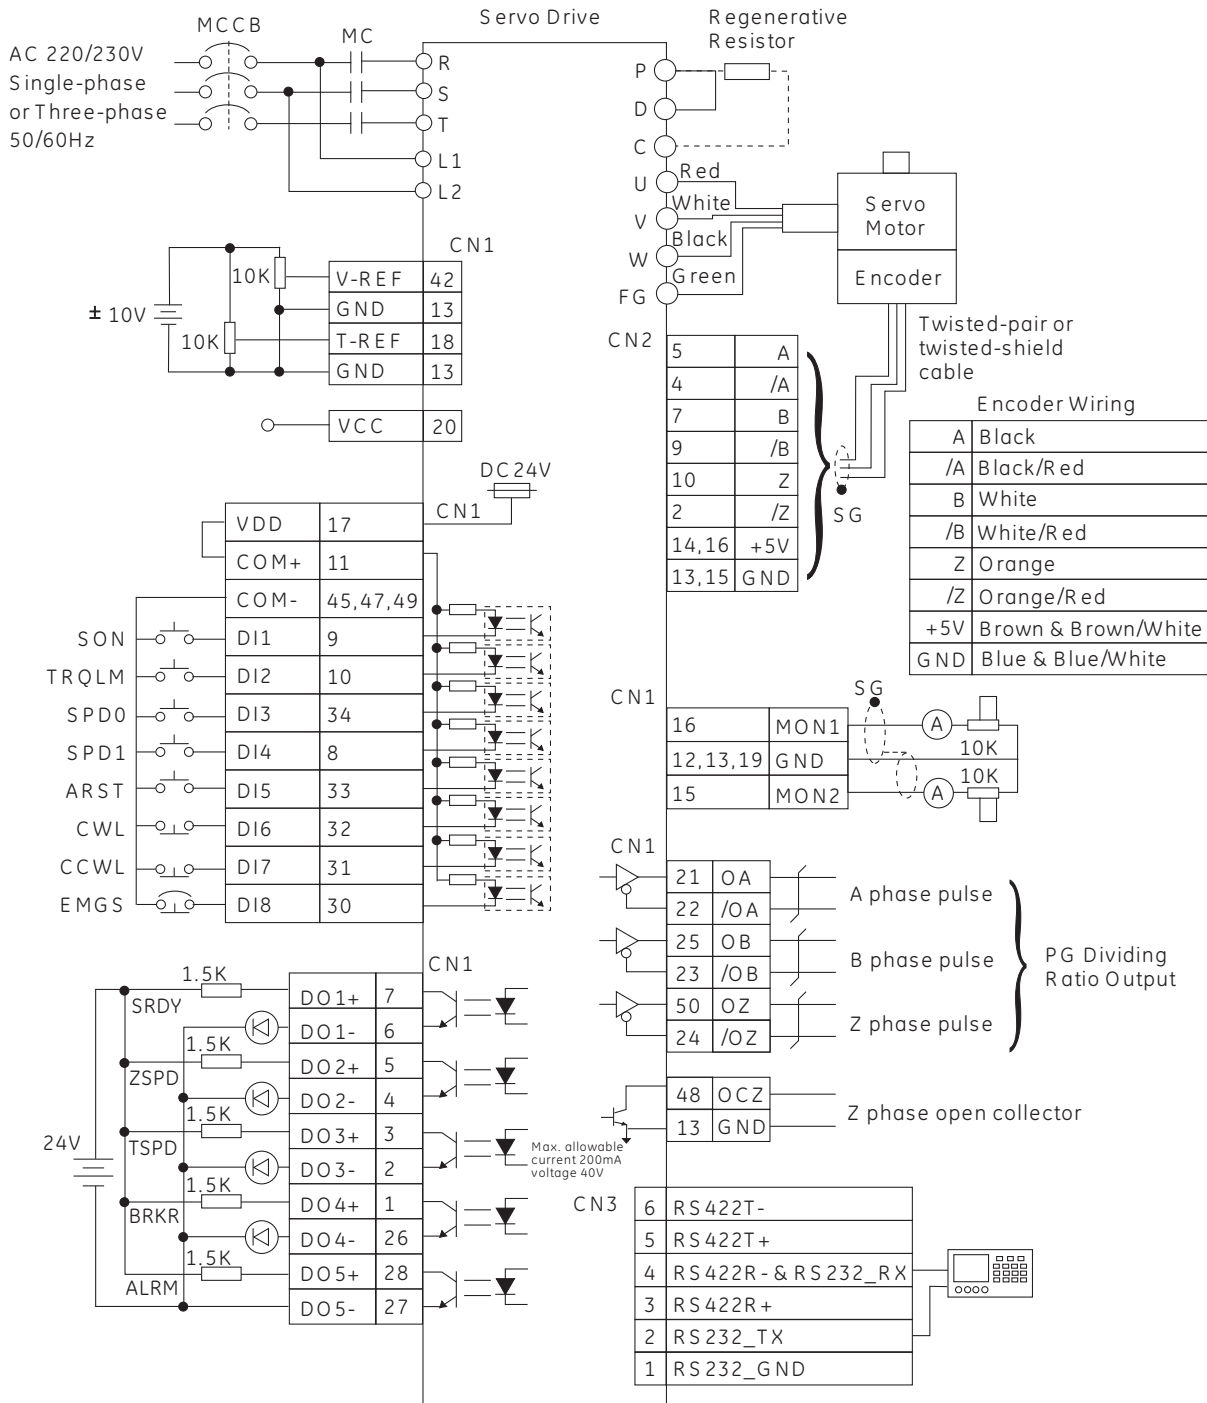 Servo Drive
MCCB
MC
AC 220/230V
Single-phase
or Three-phase
50/60Hz
R
S
T
L1
L2
Regenerative
Resistor
P
D
C
U
V
W
FG
Red
White
Black
Green
Servo
Motor
Encoder
Twisted-pair or
twisted-shield
cable
CN1
± 10V
10K
10K
V-REF 42
GND 13
T-REF 18
GND 13
VCC 20
CN2
5 A
4 /A
7 B
9 /B
10 Z
2 /Z
14,16 +5V
13,15 GND
SG
Encoder Wiring
A Black
/A Black/Red
B White
/B White/Red
Z Orange
/Z Orange/Red
+5V Brown & Brown/White
GND Blue & Blue/White
DC24V
CN1
VDD 17
COM+ 11
COM- 45,47,49
SON DI1 9
TRQLM DI2 10
SPD0 DI3 34
SPD1 DI4 8
ARST DI5 33
CWL DI6 32
CCWL DI7 31
EMGS DI8 30
CN1
SG
16 MON1
12,13,19 GND
15 MON2
A
10K
10K
A
CN1
21 OA
22 /OA
25 OB
23 /OB
50 OZ
24 /OZ
A phase pulse
B phase pulse
Z phase pulse
PG Dividing
Ratio Output
48 OCZ
13 GND
Z phase open collector
CN1
24V
1.5K
SRDY
DO1+ 7
DO1- 6
1.5K
ZSPD
DO2+ 5
DO2- 4
1.5K
TSPD
DO3+ 3
DO3- 2
1.5K
BRKR
DO4+ 1
DO4- 26
1.5K
ALRM
DO5+ 28
DO5- 27
Max. allowable
current 200mA
voltage 40V
CN3
6 RS422T-
5 RS422T+
4 RS422R-&RS232_RX
3 RS422R+
2 RS232_TX
1 RS232_GND